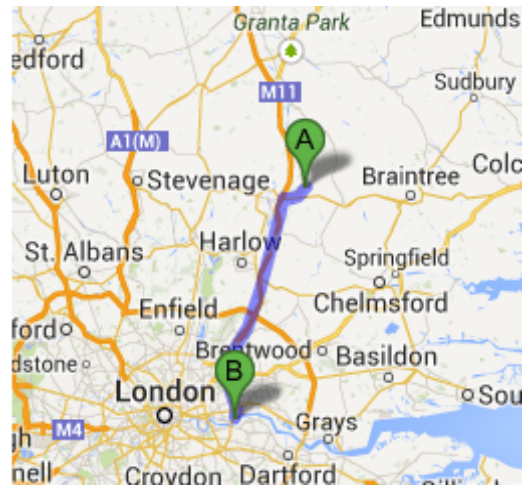 Granta Park
Edmunds
edford
M11
Sudbury
A1(M)
A
Colc
Luton
Stevenage
Braintree
St. Albans
Harlow
Springfield
Chelmsford
Enfield
ford
Brentwood
Basildon
dstone
B
London
Sou
M4
Grays
gh
nell
Croydon
Dartford